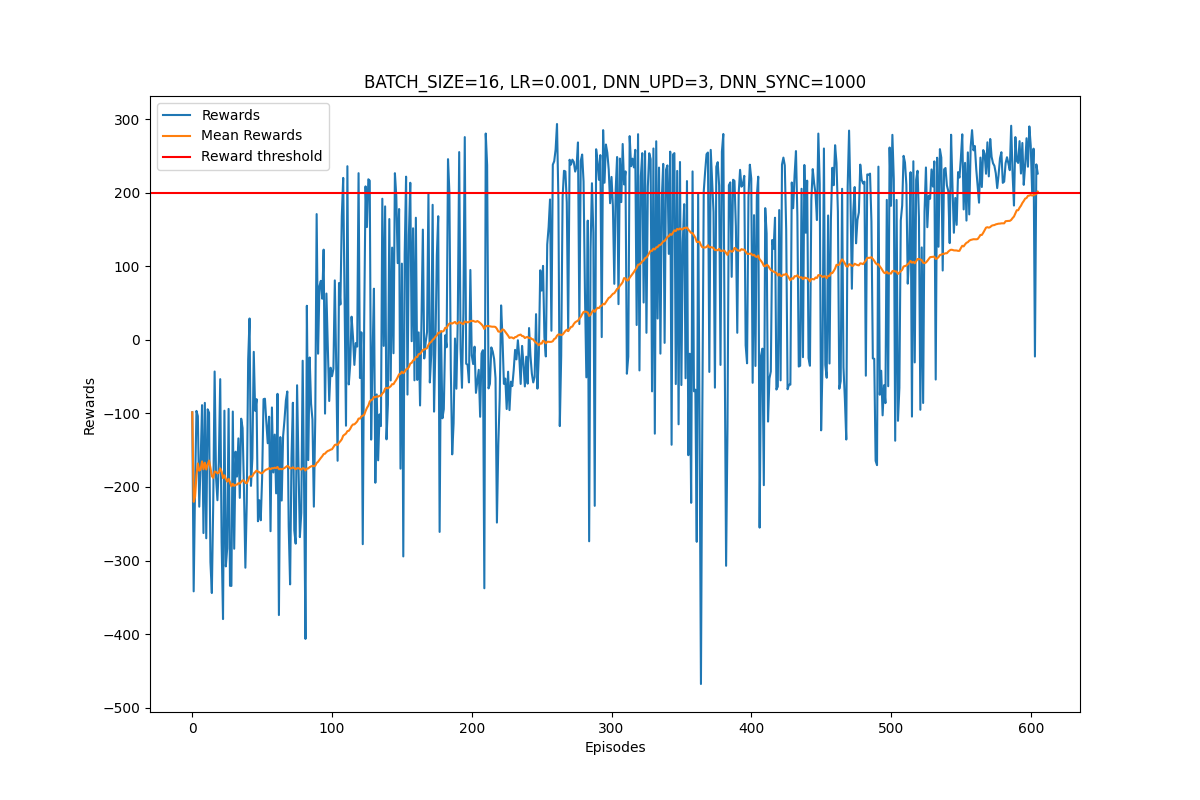 BATCH_SIZE=16, LR=0.001, DNN_UPD=3, DNN_SYNC=1000
Rewards
Mean Rewards
Reward threshold
300
200
100
0
−100
−200
−300
−400
−500
Rewards
0
100
200
300
400
500
600
Episodes